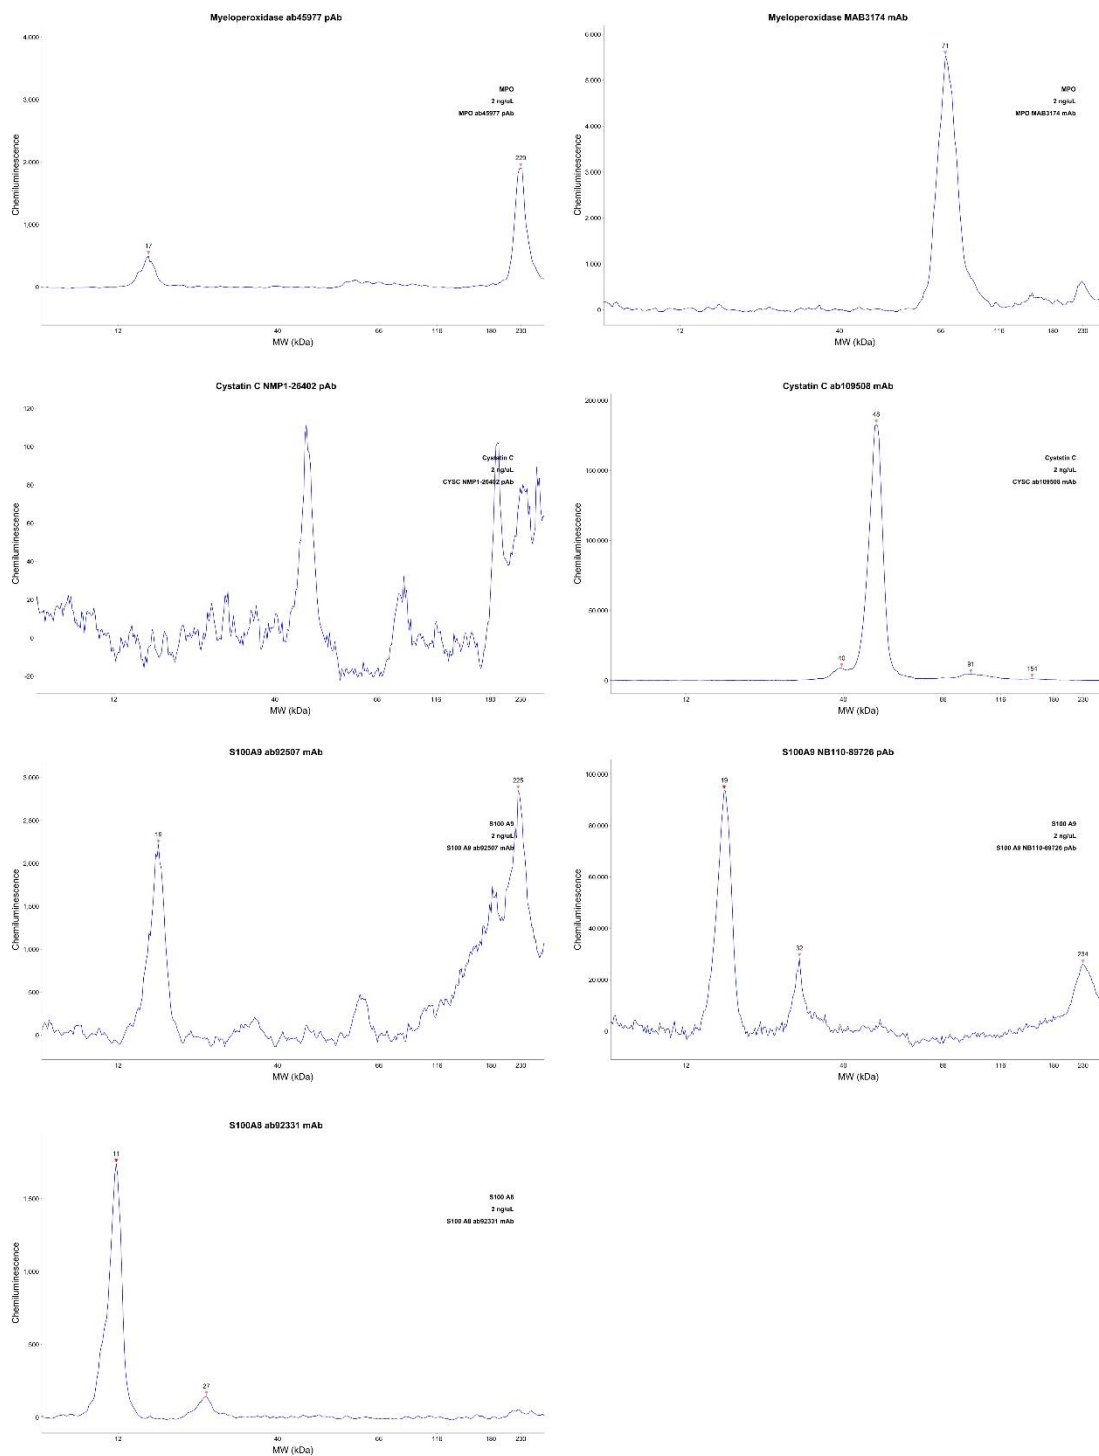 Myeloperoxidase ab45977 pAb
4,000
3,000
2,000
1,000
0
Chemiluminescence
MPO
2 ng/uL
MPO ab45977 pAb
17
229
12
40
66
116
180
230
MW (kDa)
Myeloperoxidase MAB3174 mAb
6,000
5,000
4,000
3,000
2,000
1,000
0
Chemiluminescence
MPO
2 ng/uL
MPO MAB3174 mAb
71
12
40
66
116
180
230
MW (kDa)
Cystatin C NMP1-26402 pAb
120
100
80
60
40
20
0
-20
Chemiluminescence
Cystatin C
2 ng/uL
CYSC NMP1-26402 pAb
12
40
66
116
180
230
MW (kDa)
Cystatin C ab109508 mAb
200,000
150,000
100,000
50,000
0
Chemiluminescence
Cystatin C
2 ng/uL
CYSC ab109508 mAb
40
48
91
154
12
40
66
116
180
230
MW (kDa)
S100A9 ab92507 mAb
3,000
2,500
2,000
1,500
1,000
500
0
Chemiluminescence
S100 A9
2 ng/uL
S100 A9 ab92507 mAb
225
12
40
66
116
180
230
MW (kDa)
S100A9 NB110-89726 pAb
100,000
80,000
60,000
40,000
20,000
0
Chemiluminescence
S100 A9
2 ng/uL
S100 A9 NB110-89726 pAb
19
32
234
12
40
66
116
180
230
MW (kDa)
S100A8 ab92331 mAb
1,500
1,000
500
0
Chemiluminescence
S100 A8
2 ng/uL
S100 A8 ab92331 mAb
11
27
12
40
66
116
180
230
MW (kDa)